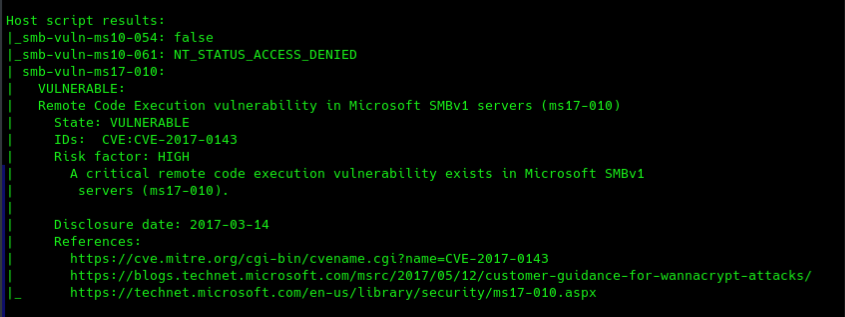 Host script results:
|_smb-vuln-ms10-054: false
|_smb-vuln-ms10-061: NT_STATUS_ACCESS_DENIED
| smb-vuln-ms17-010:
|   VULNERABLE:
|   Remote Code Execution vulnerability in Microsoft SMBv1 servers (ms17-010)
|     State: VULNERABLE
|     IDs:  CVE:CVE-2017-0143
|     Risk factor: HIGH
|       A critical remote code execution vulnerability exists in Microsoft SMBv1
|        servers (ms17-010).
|
|     Disclosure date: 2017-03-14
|     References:
|       https://cve.mitre.org/cgi-bin/cvename.cgi?name=CVE-2017-0143
|       https://blogs.technet.microsoft.com/msrc/2017/05/12/customer-guidance-for-wannacrypt-attacks/
|_      https://technet.microsoft.com/en-us/library/security/ms17-010.aspx